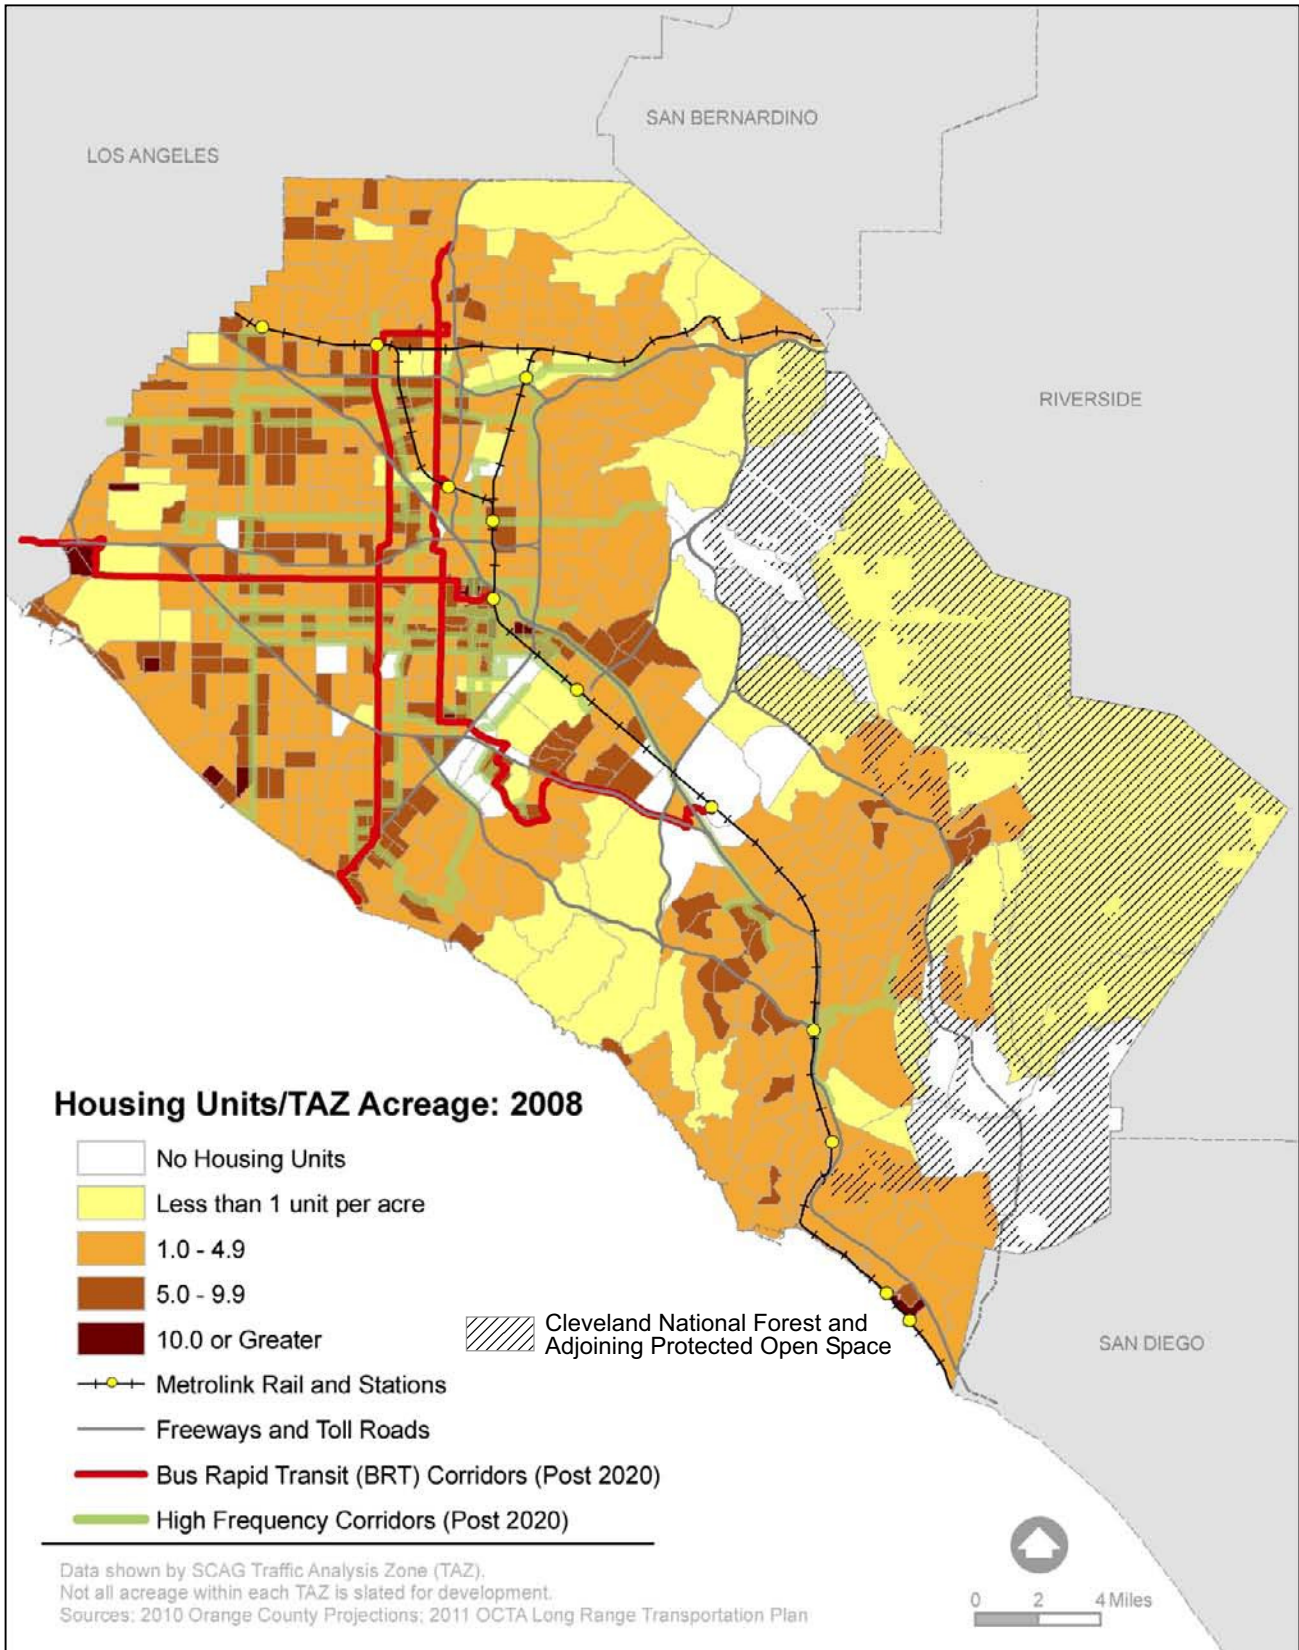 SAN BERNARDINO
LOS ANGELES
RIVERSIDE
Housing Units/TAZ Acreage: 2008
No Housing Units
Less than 1 unit per acre
1.0 - 4.9
5.0 - 9.9
10.0 or Greater
Cleveland National Forest and
Adjoining Protected Open Space
SAN DIEGO
Metrolink Rail and Stations
Freeways and Toll Roads
Bus Rapid Transit (BRT) Corridors (Post 2020)
High Frequency Corridors (Post 2020)
Data shown by SCAG Traffic Analysis Zone (TAZ).
Not all acreage within each TAZ is slated for development.
Sources: 2010 Orange County Projections; 2011 OCTA Long Range Transportation Plan
0 2 4 Miles